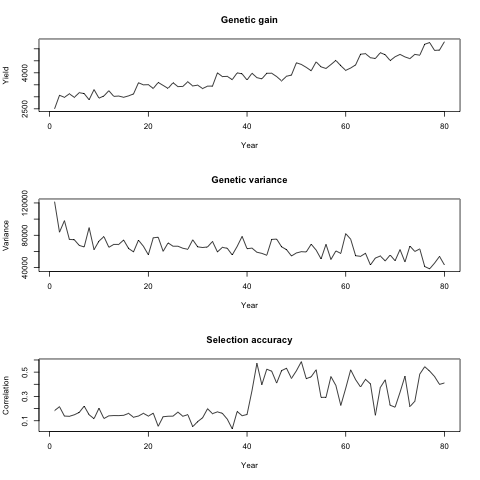 Genetic gain
Yield
4000
2500
0 20 40 60 80
Year
Genetic variance
Variance
120000
80000
40000
0 20 40 60 80
Year
Selection accuracy
Correlation
0.5
0.3
0.1
0 20 40 60 80
Year